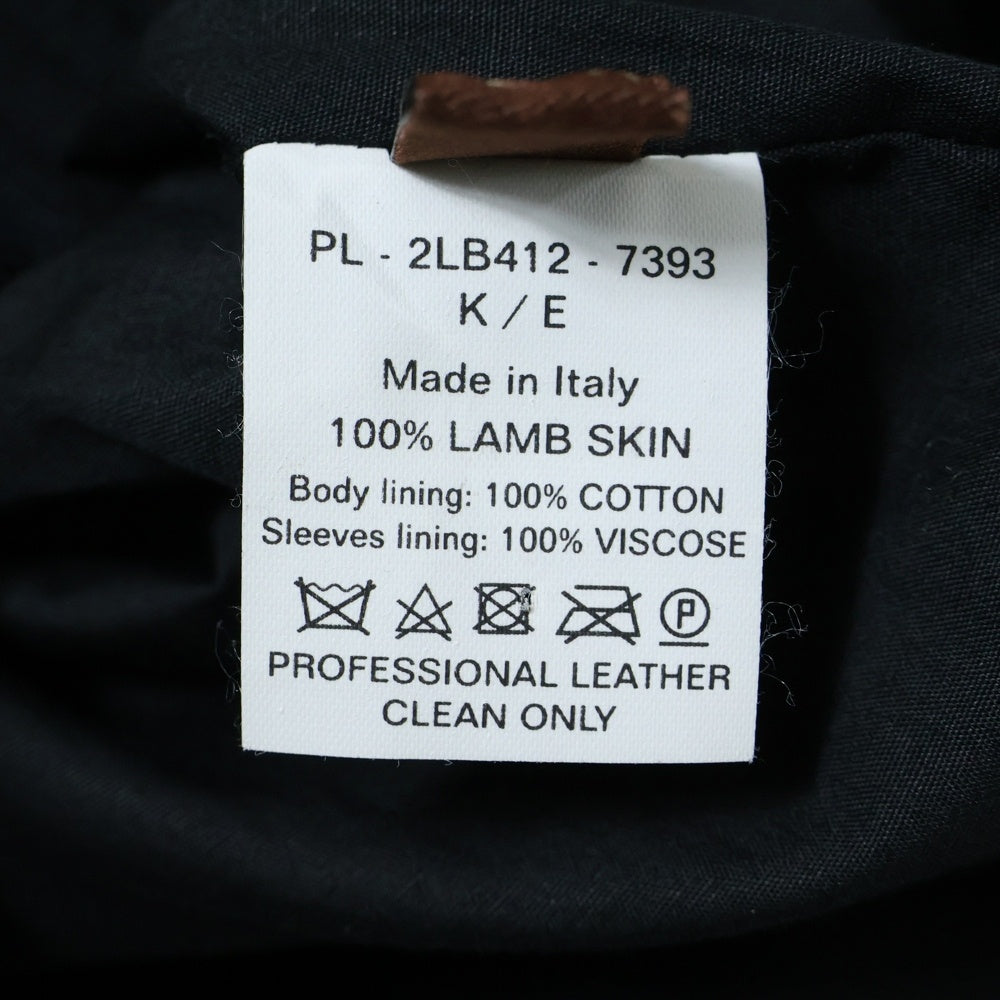 PL - 2LB412 - 7393
K / E
Made in Italy
100% LAMB SKIN
Body lining: 100% COTTON
Sleeves lining: 100% VISCOSE
P
PROFESSIONAL LEATHER
CLEAN ONLY